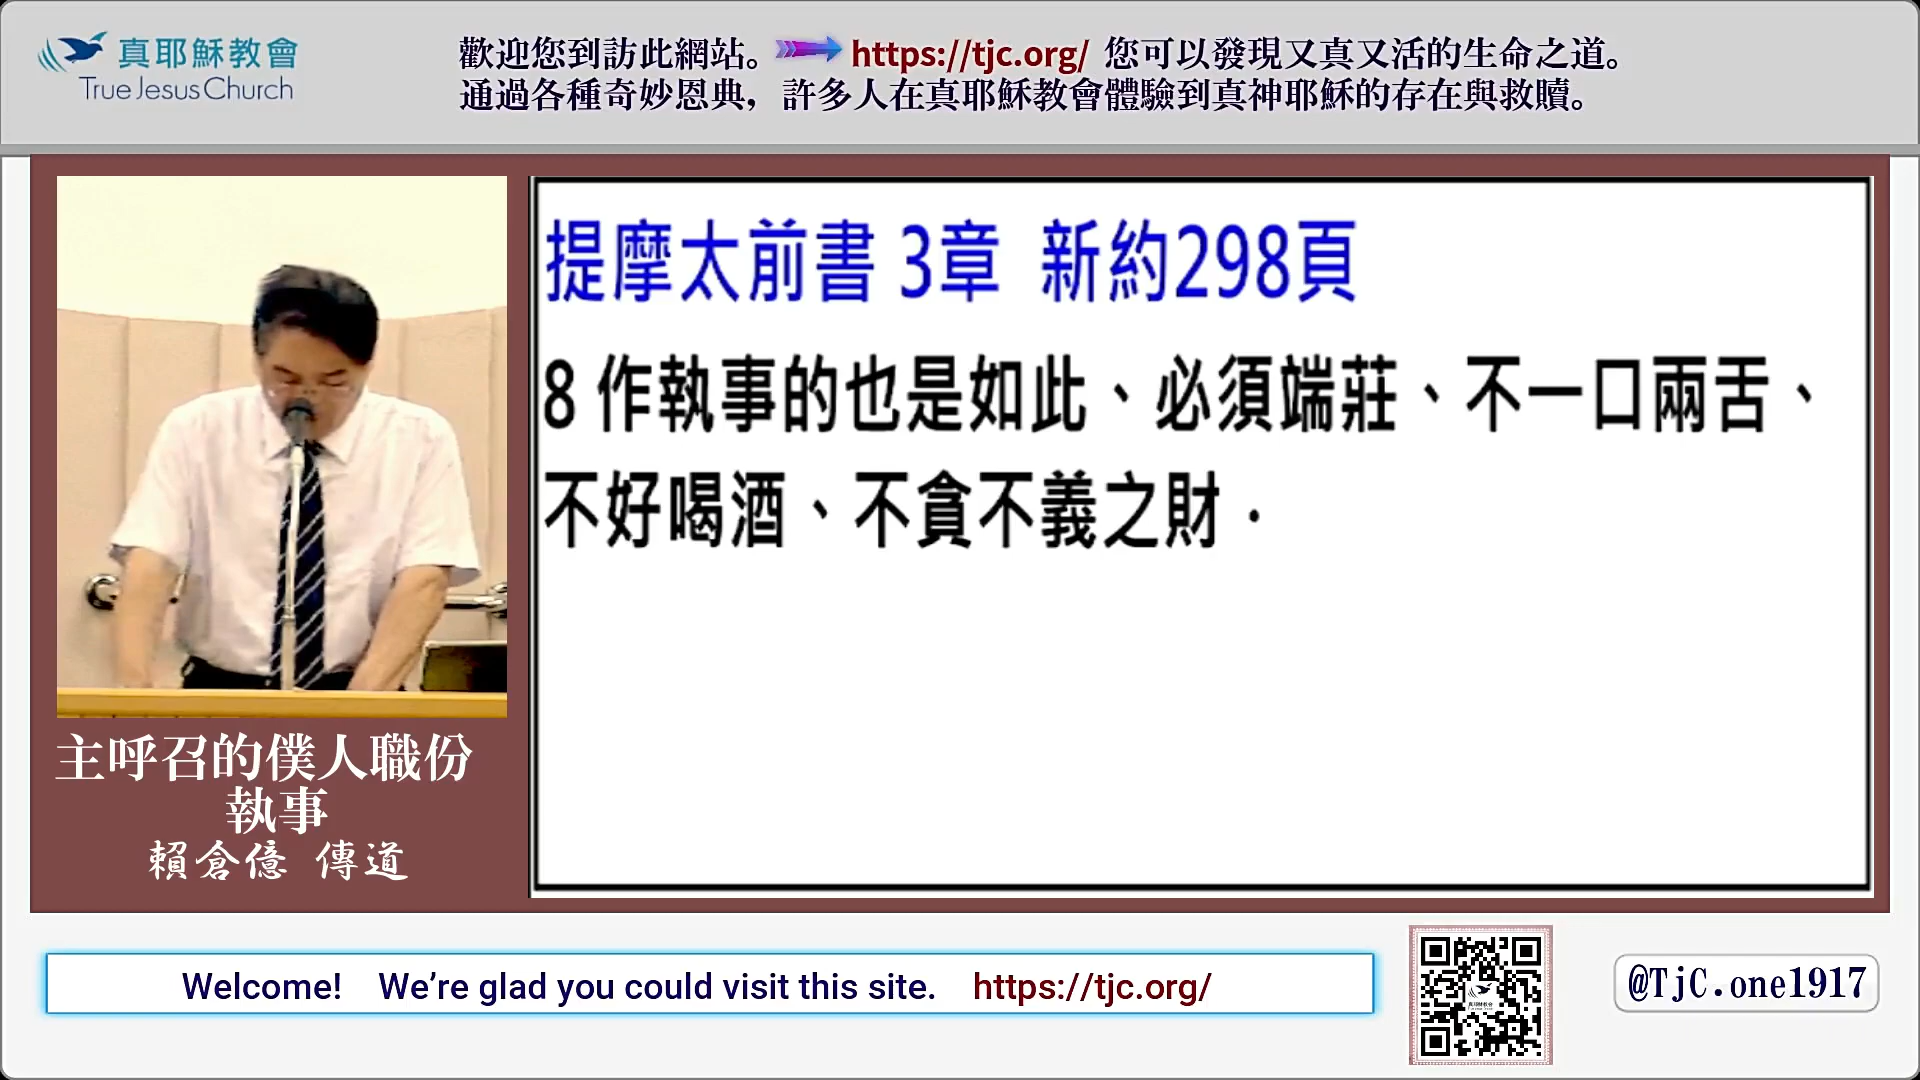 真耶穌教會
True Jesus Church
歡迎您到訪此網站。 https://tjc.org/ 您可以發現又真又活的生命之道。
通過各種奇妙恩典，許多人在真耶穌教會體驗到真神耶穌的存在與救贖。
提摩太前書 3章 新約298頁
8 作執事的也是如此、必須端莊、不一口兩舌、
不好喝酒、不貪不義之財．
主呼召的僕人職份
執事
賴倉億 傳道
Welcome! We’re glad you could visit this site. https://tjc.org/
@TjC.one1917